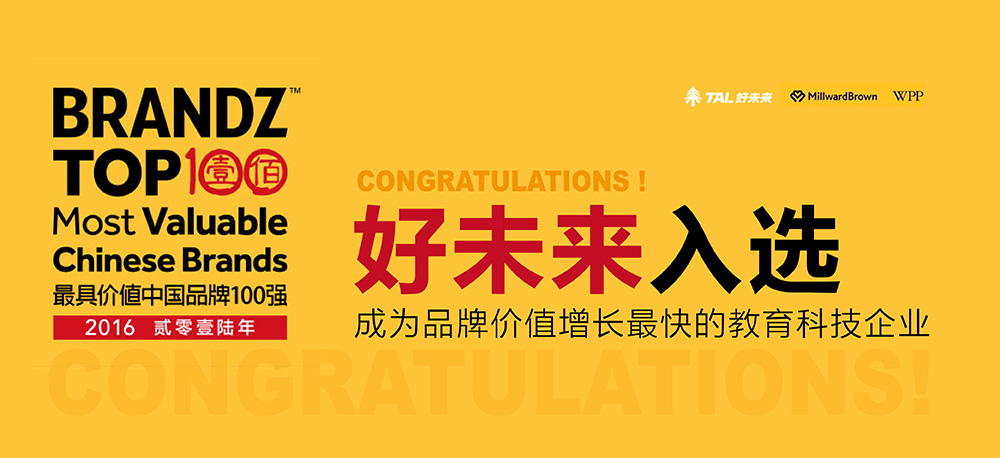 BRANDZ™
TOP100 壹佰
Most Valuable
Chinese Brands
最具价值中国品牌100强
2016 贰零壹陆年
TAL 好未来 MillwardBrown WPP
CONGRATULATIONS !
好未来入选
成为品牌价值增长最快的教育科技企业
CONGRATULATIONS!